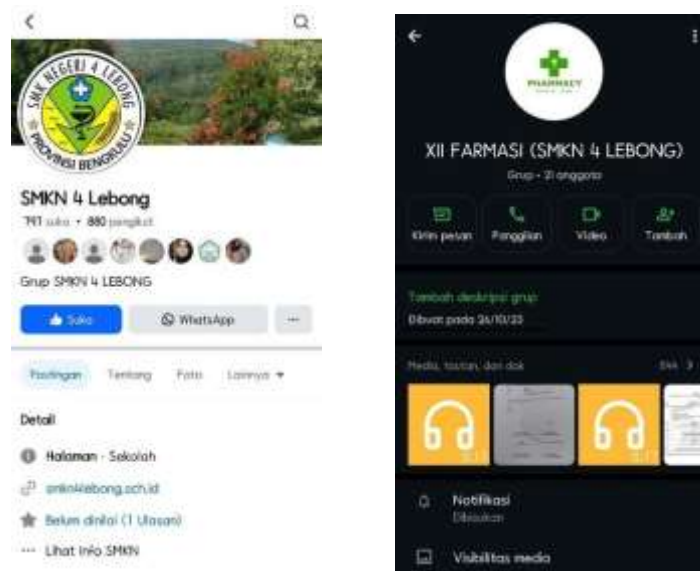 SMK NEGERI 4 LEBONG
PROVINSI BENGKULU
SMKN 4 Lebong
791 suka • 880 pengikut
Grup SMKN 4 LEBONG
Suka
WhatsApp
Postingan Tentang Foto Lainnya
Detail
Halaman · Sekolah
smkn4lebong.sch.id
Belum dinilai (1 Ulasan)
Lihat Info SMKN
PHARMACY
XII FARMASI (SMKN 4 LEBONG)
Grup • 21 anggota
Kirim pesan Panggilan Video Tambah
Tambah deskripsi grup
Dibuat pada 26/10/23
Media, tautan, dan dok
Notifikasi
Dibisukan
Visibilitas media